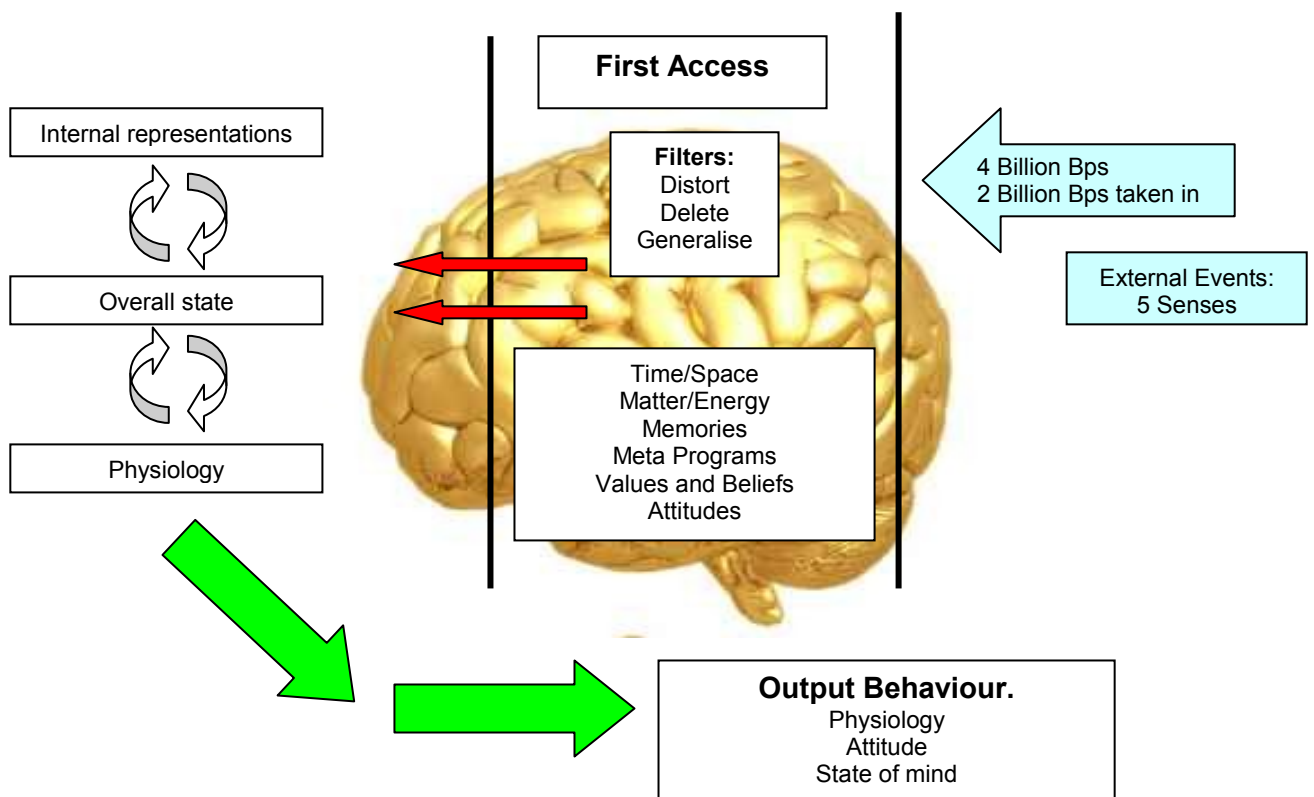 First Access
Internal representations
Filters:
Distort
Delete
Generalise
4 Billion Bps
2 Billion Bps taken in
External Events:
5 Senses
Overall state
Time/Space
Matter/Energy
Memories
Meta Programs
Values and Beliefs
Attitudes
Physiology
Output Behaviour.
Physiology
Attitude
State of mind